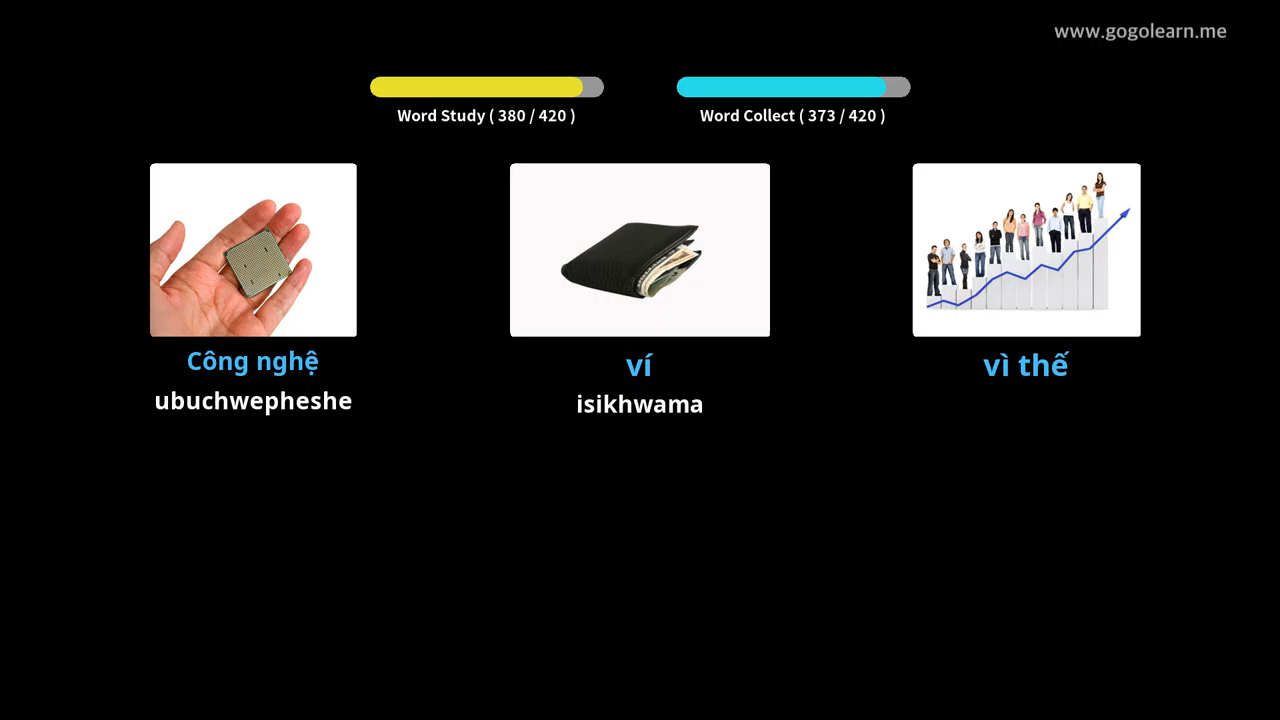 www.gogolearn.me
Word Study ( 380 / 420 )
Word Collect ( 373 / 420 )
Công nghệ
ubuchwepheshe
ví
isikhwama
vì thế